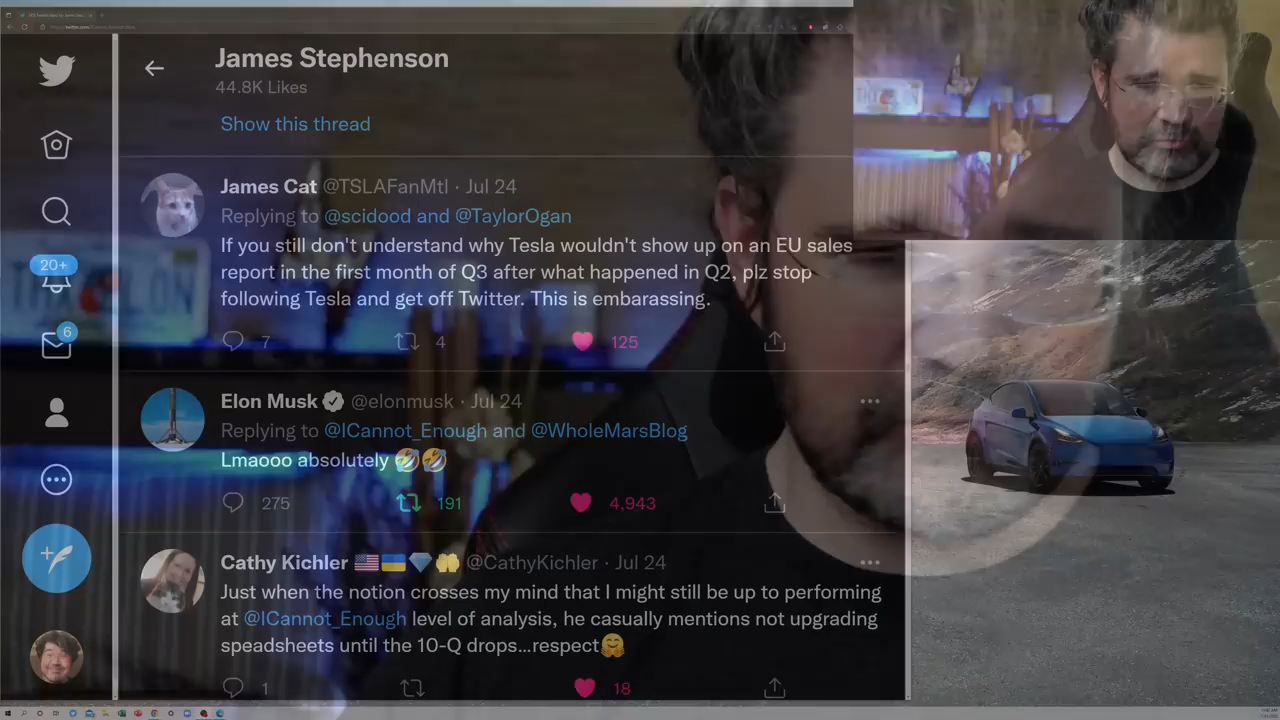 James Stephenson
44.8K Likes
Show this thread
James Cat @TSLAFanMtl · Jul 24
Replying to @scidood and @TaylorOgan
If you still don't understand why Tesla wouldn't show up on an EU sales
report in the first month of Q3 after what happened in Q2, plz stop
following Tesla and get off Twitter. This is embarassing.
7 4 125
20+
6
Elon Musk @elonmusk · Jul 24
Replying to @ICannot_Enough and @WholeMarsBlog
Lmaooo absolutely 🤣🤣
275 191 4,943
Cathy Kichler 🇺🇸🇺🇦💎🤲 @CathyKichler · Jul 24
Just when the notion crosses my mind that I might still be up to performing
at @ICannot_Enough level of analysis, he casually mentions not upgrading
speadsheets until the 10-Q drops...respect🤗
1 18